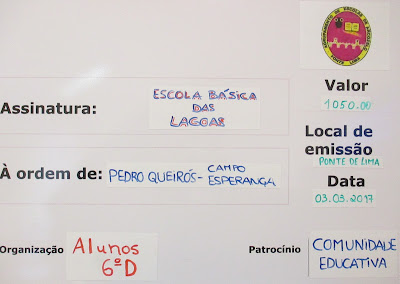 Assinatura:
ESCOLA BÁSICA
DAS
LAGOAS
À ordem de:
PEDRO QUEIRÓS - CAMPO
ESPERANÇA
Valor
1050.00
Local de
emissão
PONTE DE LIMA
Data
03.03.2017
Organização
Alunos
6ºD
Patrocínio
COMUNIDADE
EDUCATIVA